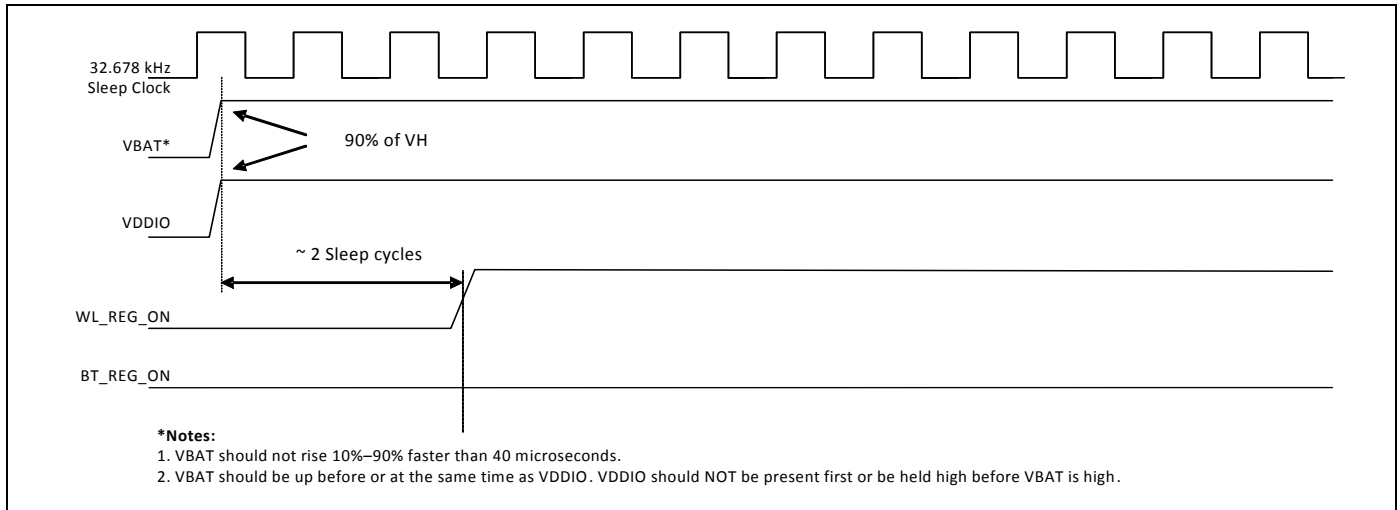 32.678 kHz
Sleep Clock
VBAT*
90% of VH
VDDIO
~ 2 Sleep cycles
WL_REG_ON
BT_REG_ON
*Notes:
1. VBAT should not rise 10%–90% faster than 40 microseconds.
2. VBAT should be up before or at the same time as VDDIO. VDDIO should NOT be present first or be held high before VBAT is high.